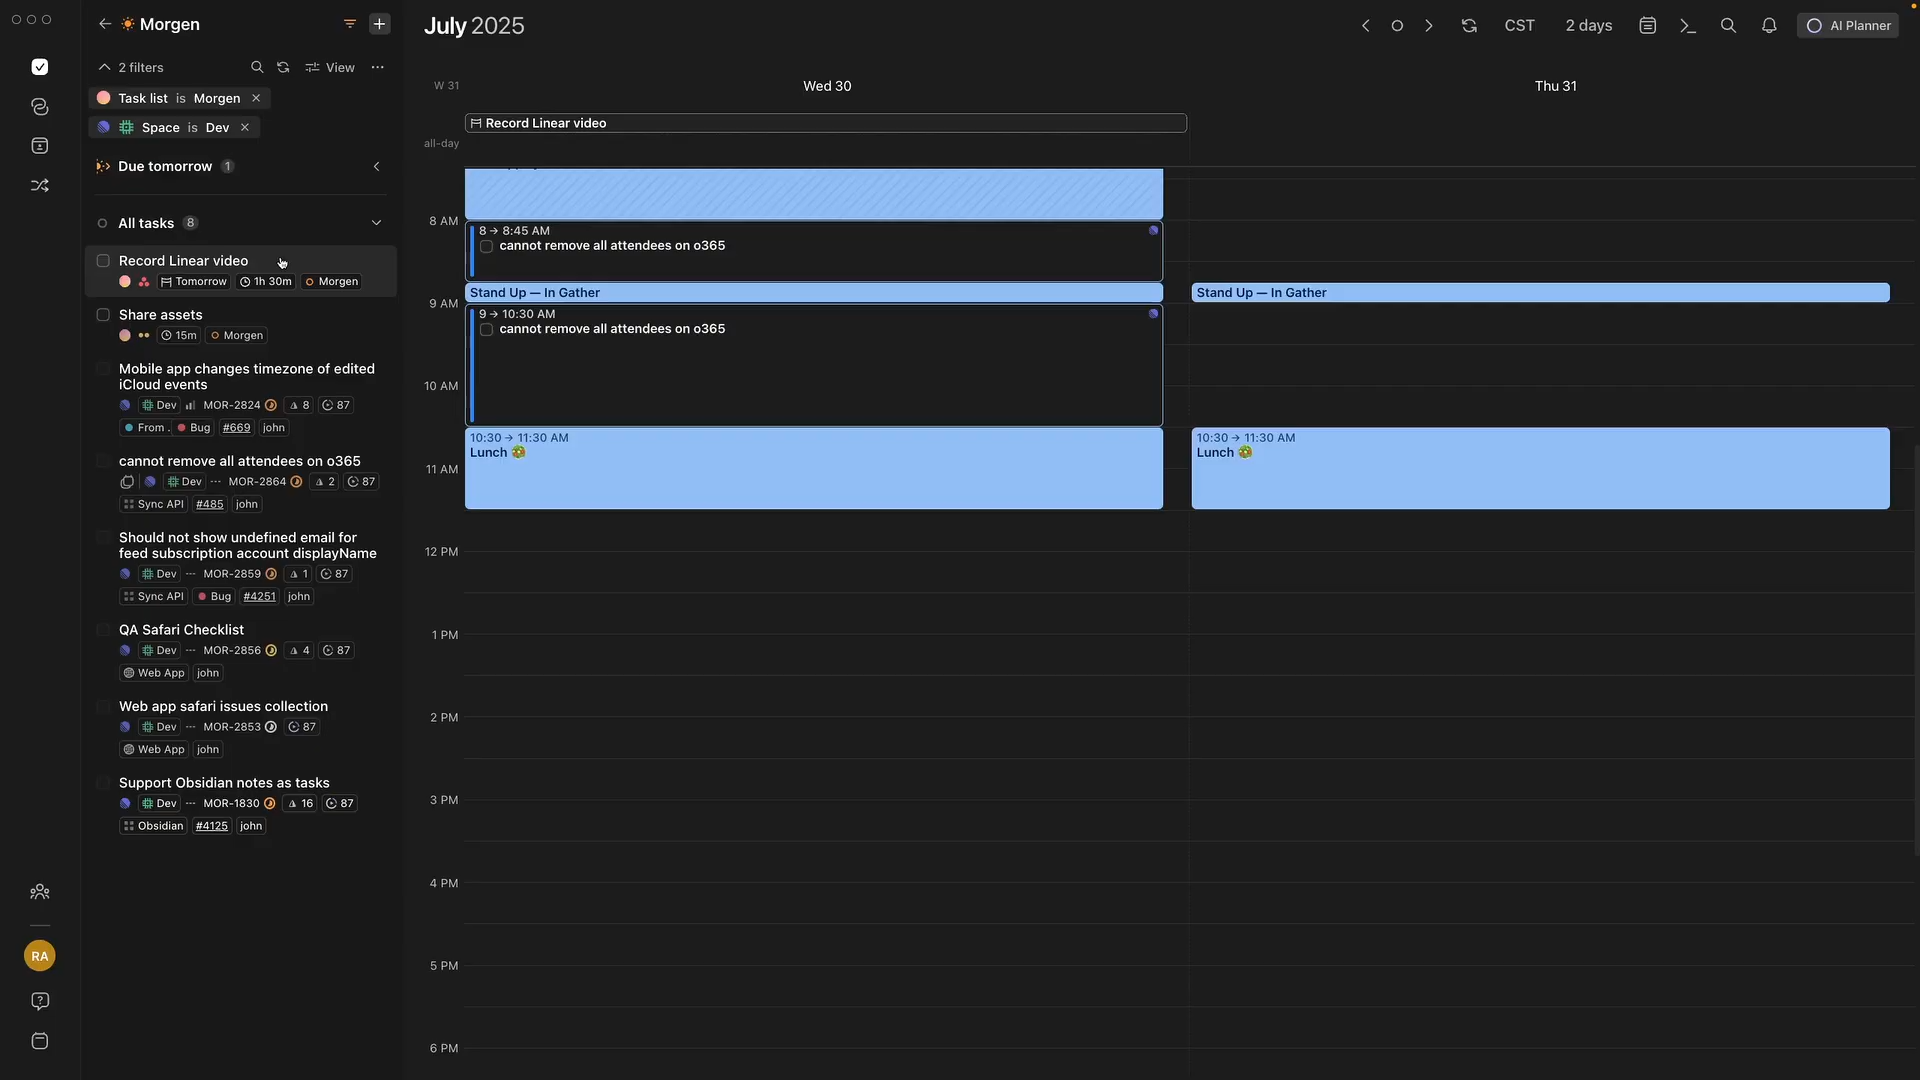 Morgen
2 filters
View
Task list is Morgen
Space is Dev
Due tomorrow 1
All tasks 8
Record Linear video
Tomorrow 1h 30m Morgen
Share assets
15m Morgen
Mobile app changes timezone of edited
iCloud events
Dev MOR-2824 8 87
From . Bug #669 john
cannot remove all attendees on o365
Dev MOR-2864 2 87
Sync API #485 john
Should not show undefined email for
feed subscription account displayName
Dev MOR-2859 1 87
Sync API Bug #4251 john
QA Safari Checklist
Dev MOR-2856 4 87
Web App john
Web app safari issues collection
Dev MOR-2853 87
Web App john
Support Obsidian notes as tasks
Dev MOR-1830 16 87
Obsidian #4125 john
RA
July 2025
CST
2 days
AI Planner
W 31
Wed 30
Thu 31
Record Linear video
all-day
8 AM
8 → 8:45 AM
cannot remove all attendees on o365
Stand Up — In Gather
Stand Up — In Gather
9 AM
9 → 10:30 AM
cannot remove all attendees on o365
10 AM
10:30 → 11:30 AM
Lunch
10:30 → 11:30 AM
Lunch
11 AM
12 PM
1 PM
2 PM
3 PM
4 PM
5 PM
6 PM